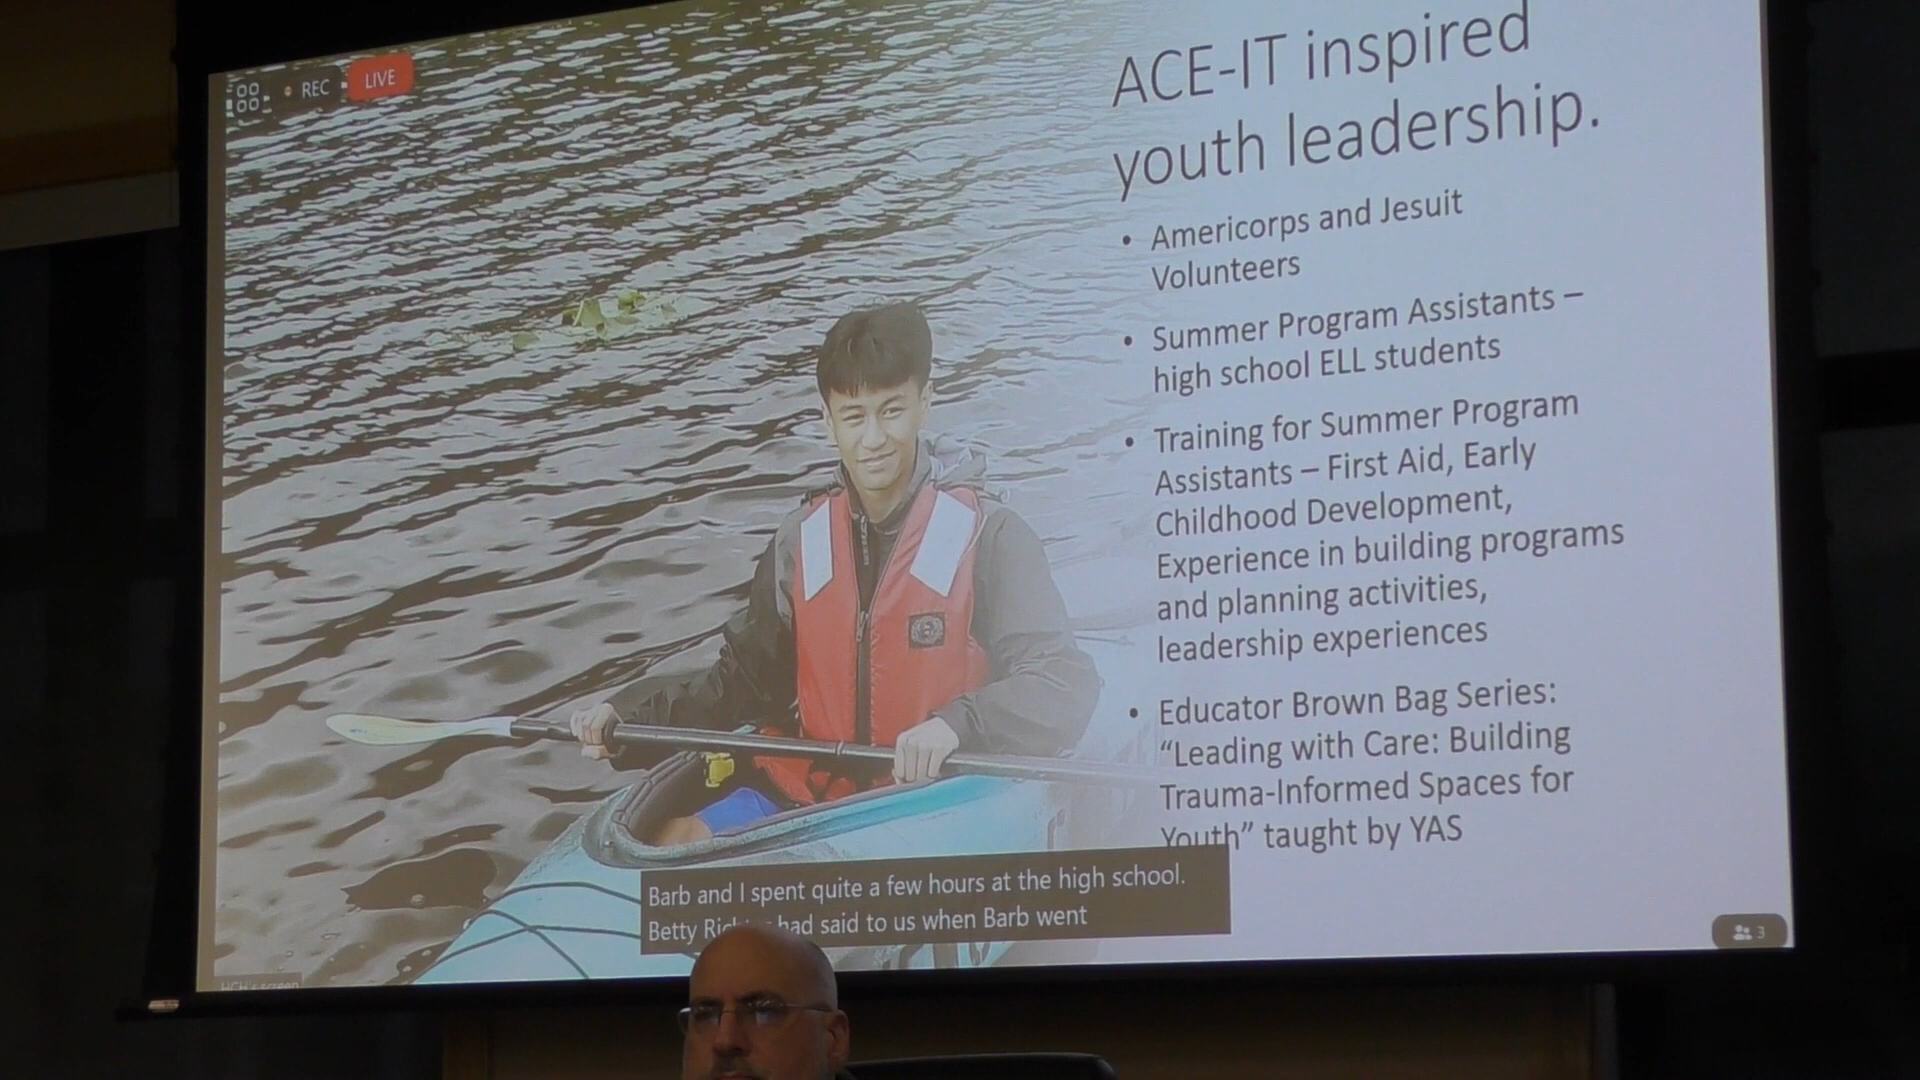 REC
LIVE
ACE-IT inspired
youth leadership.
• Americorps and Jesuit
Volunteers
• Summer Program Assistants –
high school ELL students
• Training for Summer Program
Assistants – First Aid, Early
Childhood Development,
Experience in building programs
and planning activities,
leadership experiences
• Educator Brown Bag Series:
“Leading with Care: Building
Trauma-Informed Spaces for
Youth” taught by YAS
Barb and I spent quite a few hours at the high school.
Betty had said to us when Barb went
3
screen